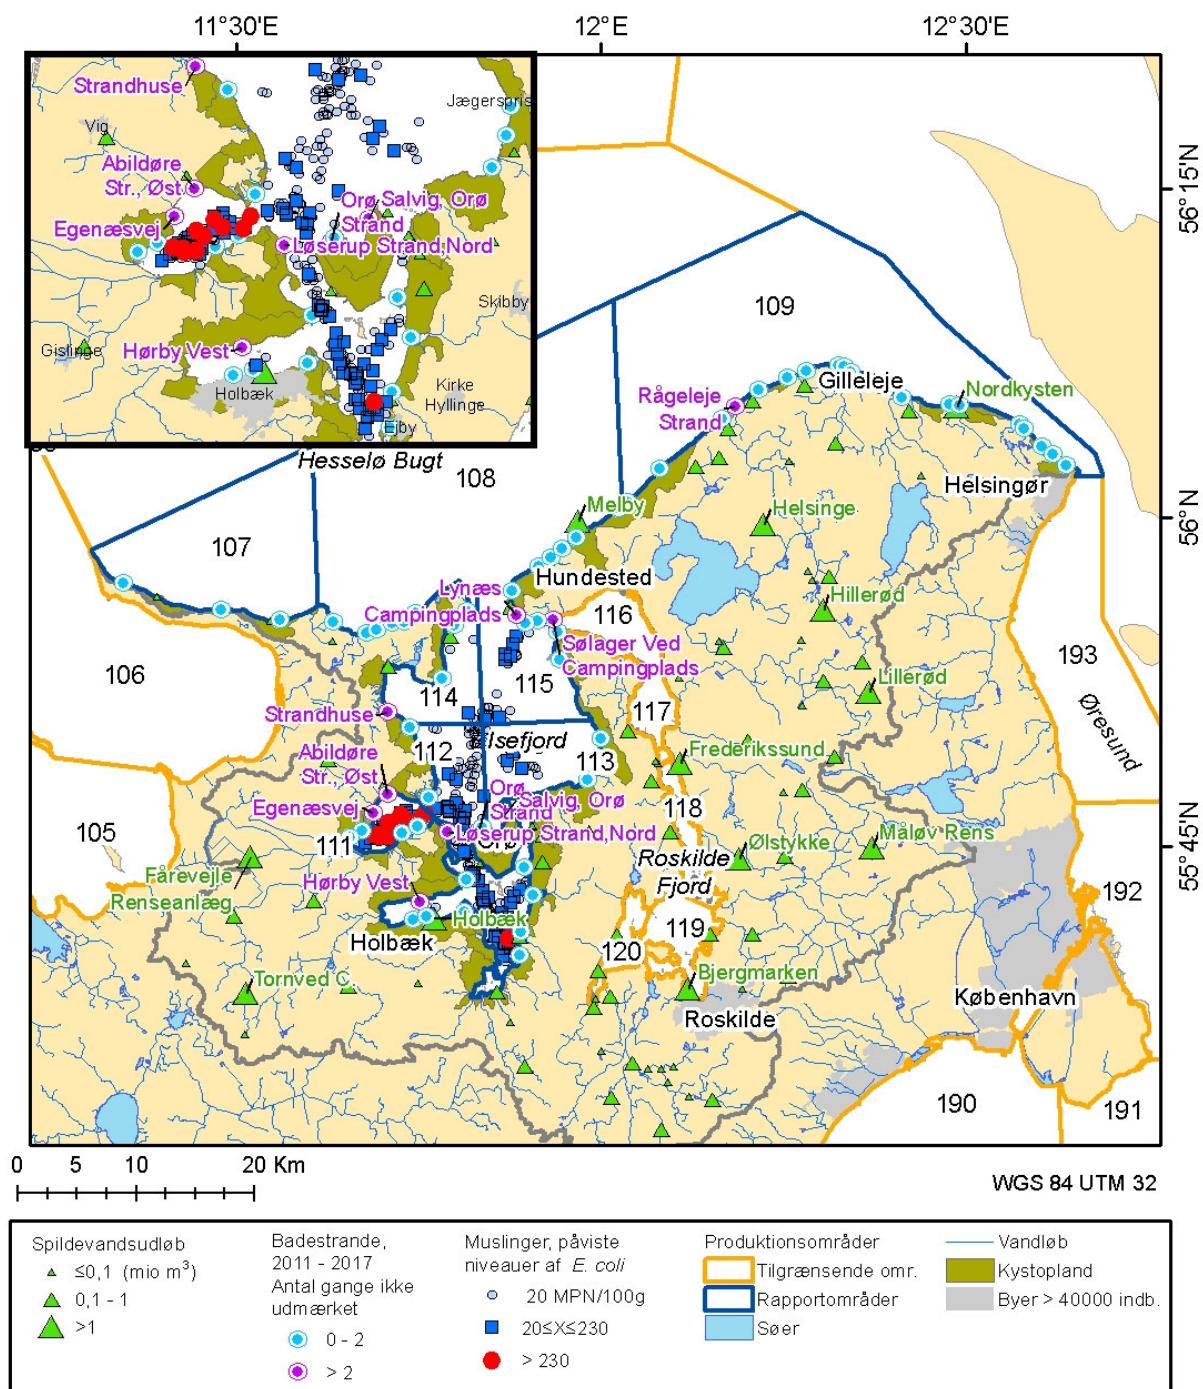 11°30'E
12°E
12°30'E
Strandhuse
Jægerspris
Vig
Abildøre
Str., Øst
Orø Salvig, Orø
Strand
Egenæsvej
Løserup Strand,Nord
Skibby
Gislinge
Hørby Vest
Holbæk
Kirke
Hyllinge
Ejby
56°15'N
109
Gilleleje
Nordkysten
Rågeleje
Strand
Hesselø Bugt
108
Helsingør
Melby
Helsinge
56°N
107
Hundested
Lynæs
Campingplads
116
Hillerød
Sølager Ved
Campingplads
193
106
114
115
Lillerød
Øresund
Strandhuse
117
112
Isefjord
Frederikssund
Abildøre
Str., Øst
113
Orø
Strand
Salvig, Orø
118
Egenæsvej
105
Løserup Strand,Nord
111
Orø
Ølstykke
Måløv Rens
55°45'N
Roskilde
Fjord
Fårevejle
Renseanlæg
Hørby Vest
192
Holbæk
Holbæk
119
120
Tornved C.
Bjergmarken
København
Roskilde
190
191
0 5 10 20 Km
WGS 84 UTM 32
Spildevandsudløb
≤0,1 (mio m³)
0,1 - 1
>1
Badestrande,
2011 - 2017
Antal gange ikke
udmærket
0 - 2
> 2
Muslinger, påviste
niveauer af E. coli
20 MPN/100g
20≤X≤230
> 230
Produktionsområder
Tilgrænsende omr.
Rapportområder
Søer
Vandløb
Kystopland
Byer > 40000 indb.